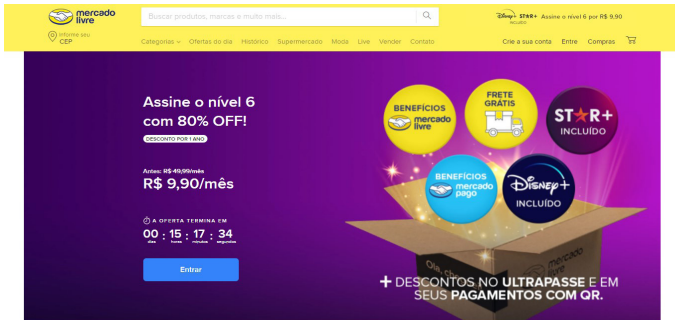 mercado livre
Buscar produtos, marcas e muito mais...
Disney+ STAR+ Assine o nível 6 por R$ 9,90
INCLUÍDO
Informe seu
CEP
Categorias Ofertas do dia Histórico Supermercado Moda Live Vender Contato
Crie a sua conta Entre Compras
Assine o nível 6
com 80% OFF!
DESCONTO POR 1 ANO
Antes: R$ 49,99/mês
R$ 9,90/mês
A OFERTA TERMINA EM
00 : 15 : 17 : 34
dias horas minutos segundos
Entrar
BENEFÍCIOS
mercado
livre
FRETE
GRÁTIS
STAR+
INCLUÍDO
BENEFÍCIOS
mercado
pago
Disney+
INCLUÍDO
mercado
livre
+ DESCONTOS NO ULTRAPASSE E EM
SEUS PAGAMENTOS COM QR.